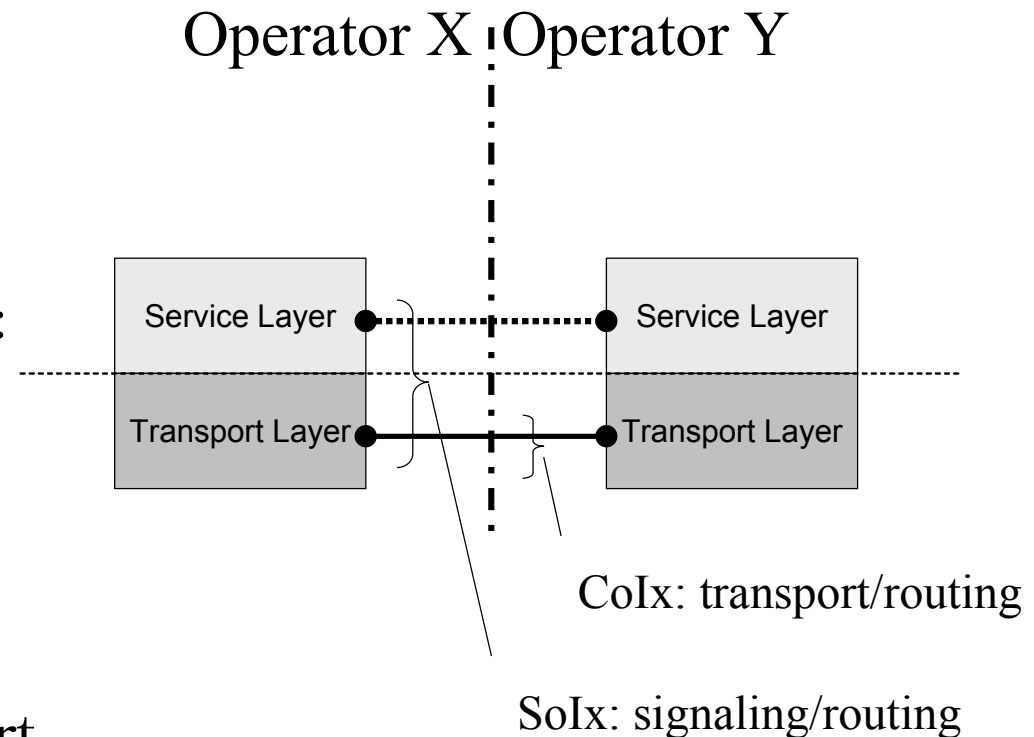 Operator X Operator Y
:
Service Layer Service Layer
Transport Layer Transport Layer
CoIx: transport/routing
SoIx: signaling/routing